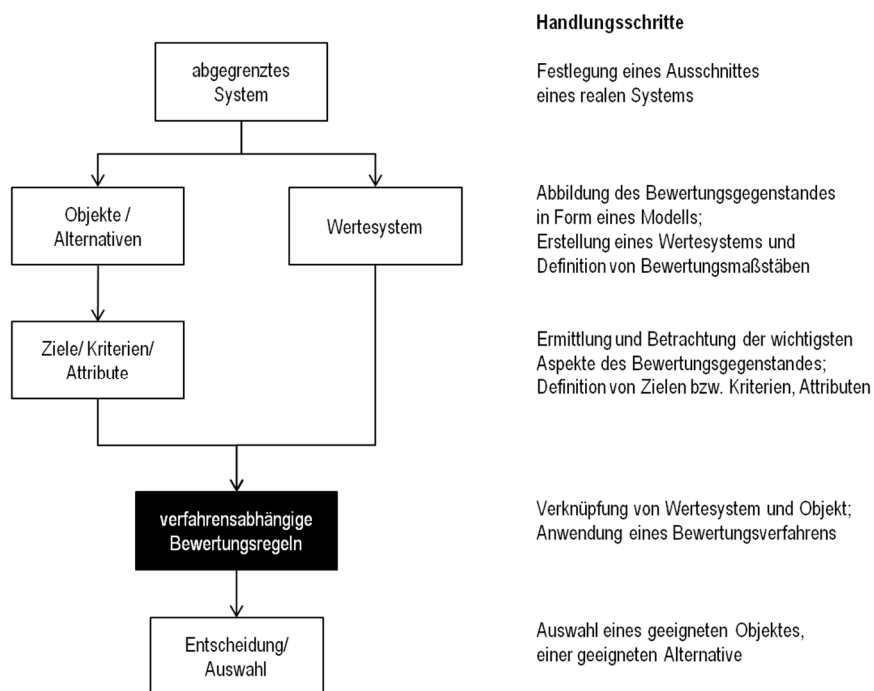 Handlungsschritte
abgegrenztes
System
Festlegung eines Ausschnittes
eines realen Systems
Objekte /
Alternativen
Wertesystem
Abbildung des Bewertungsgegenstandes
in Form eines Modells;
Erstellung eines Wertesystems und
Definition von Bewertungsmaßstäben
Ziele/ Kriterien/
Attribute
Ermittlung und Betrachtung der wichtigsten
Aspekte des Bewertungsgegenstandes;
Definition von Zielen bzw. Kriterien, Attributen
verfahrensabhängige
Bewertungsregeln
Verknüpfung von Wertesystem und Objekt;
Anwendung eines Bewertungsverfahrens
Entscheidung/
Auswahl
Auswahl eines geeigneten Objektes,
einer geeigneten Alternative